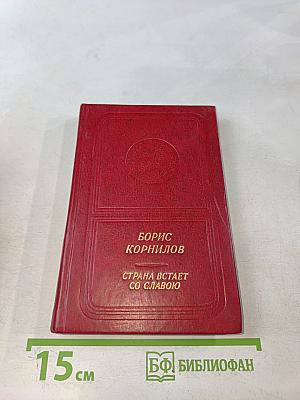 БОРИС
КОРНИЛОВ
СТРАНА ВСТАЕТ
СО СЛАВОЮ
15 см
БФ БИБЛИОФАН